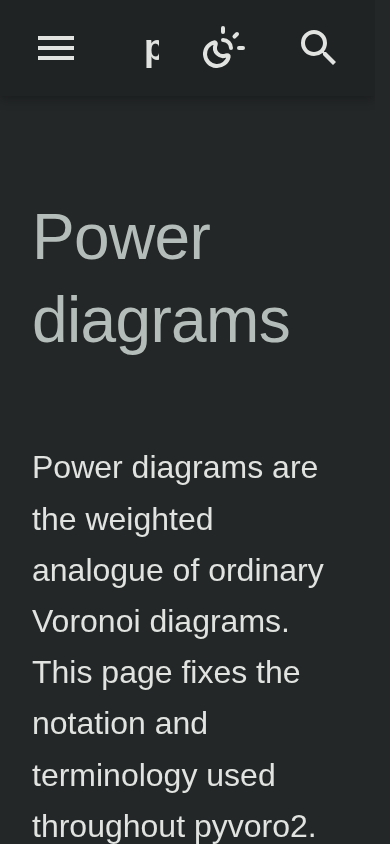 Power
diagrams
Power diagrams are
the weighted
analogue of ordinary
Voronoi diagrams.
This page fixes the
notation and
terminology used
throughout pyvoro2.